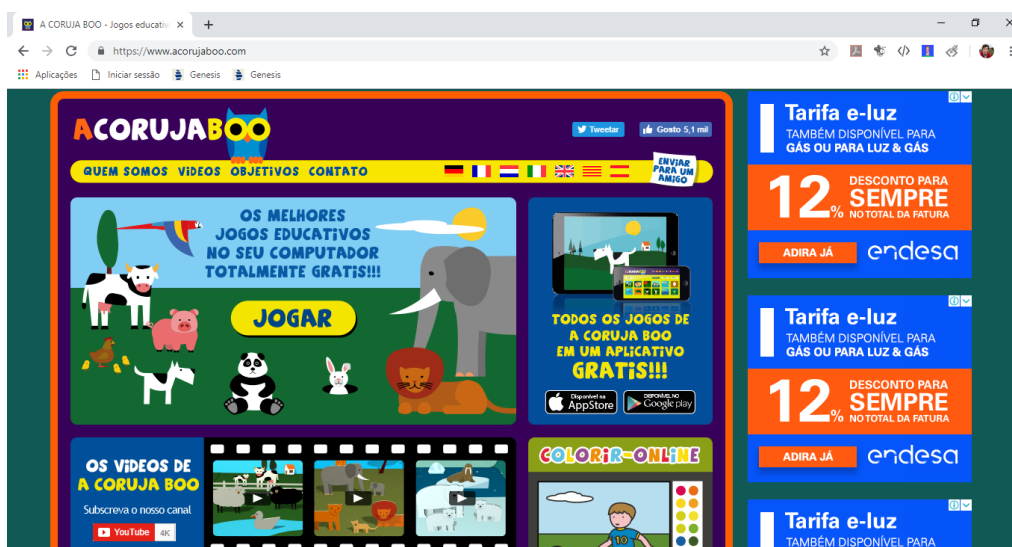 A CORUJA BOO - Jogos educativ
https://www.acorujaboo.com
Aplicações
Iniciar sessão
Genesis
Genesis
ACORUJABOO
Tweetar
Gosto 5,1 mil
QUEM SOMOS VIDEOS OBJETIVOS CONTATO
ENVIAR
PARA UM
AMIGO
OS MELHORES
JOGOS EDUCATIVOS
NO SEU COMPUTADOR
TOTALMENTE GRATIS!!!
JOGAR
TODOS OS JOGOS DE
A CORUJA BOO
EM UM APLICATIVO
GRATIS!!!
Disponível na
AppStore
DISPONÍVEL NO
Google play
OS VIDEOS DE
A CORUJA BOO
Subscreva o nosso canal
YouTube 4K
COLORIR-ONLINE
10
Tarifa e-luz
TAMBÉM DISPONÍVEL PARA
GÁS OU PARA LUZ & GÁS
12%
DESCONTO PARA
SEMPRE
NO TOTAL DA FATURA
ADIRA JÁ
endesa
Tarifa e-luz
TAMBÉM DISPONÍVEL PARA
GÁS OU PARA LUZ & GÁS
12%
DESCONTO PARA
SEMPRE
NO TOTAL DA FATURA
ADIRA JÁ
endesa
Tarifa e-luz
TAMBÉM DISPONÍVEL PARA